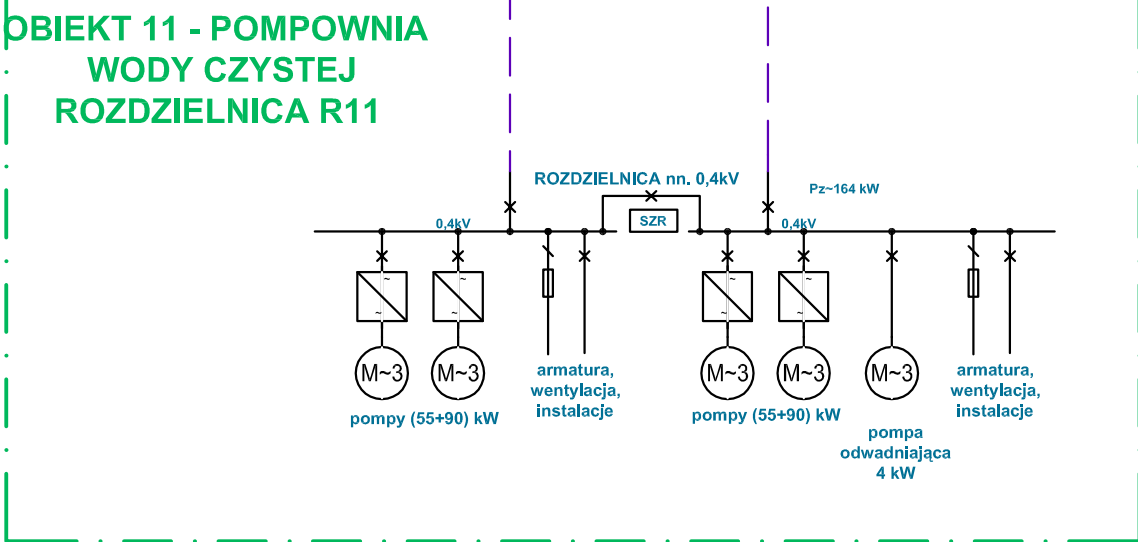 OBIEKT 11 - POMPOWNIA
WODY CZYSTEJ
ROZDZIELNICA R11
ROZDZIELNICA nn. 0,4kV
Pz~164 kW
0,4kV
SZR
0,4kV
~
~
~
~
~
~
~
~
M~3
M~3
M~3
M~3
M~3
pompy (55+90) kW
armatura,
wentylacja,
instalacje
pompy (55+90) kW
pompa
odwadniająca
4 kW
armatura,
wentylacja,
instalacje